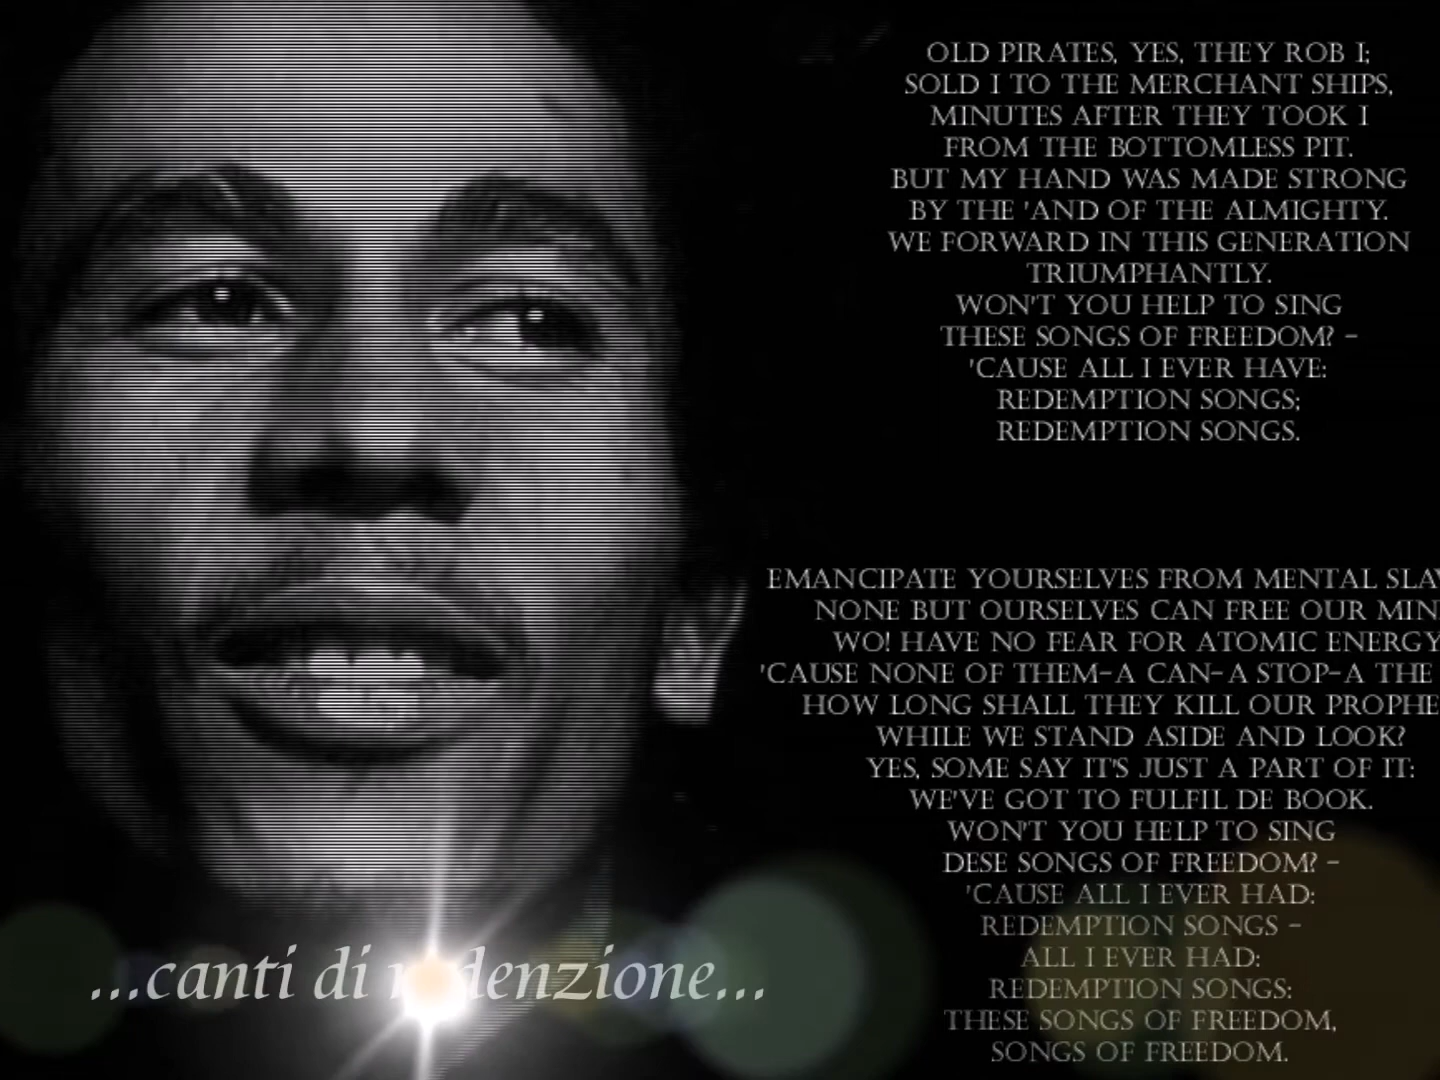 OLD PIRATES, YES, THEY ROB I;
SOLD I TO THE MERCHANT SHIPS,
MINUTES AFTER THEY TOOK I
FROM THE BOTTOMLESS PIT.
BUT MY HAND WAS MADE STRONG
BY THE 'AND OF THE ALMIGHTY.
WE FORWARD IN THIS GENERATION
TRIUMPHANTLY.
WON'T YOU HELP TO SING
THESE SONGS OF FREEDOM? –
'CAUSE ALL I EVER HAVE:
REDEMPTION SONGS;
REDEMPTION SONGS.
EMANCIPATE YOURSELVES FROM MENTAL
NONE BUT OURSELVES CAN FREE OUR
WO! HAVE NO FEAR FOR ATOMIC ENERGY
'CAUSE NONE OF THEM–A CAN–A STOP–A THE
HOW LONG SHALL THEY KILL OUR
WHILE WE STAND ASIDE AND LOOK?
YES, SOME SAY IT'S JUST A PART OF IT:
WE'VE GOT TO FULFIL DE BOOK.
WON'T YOU HELP TO SING
DESE SONGS OF FREEDOM? –
'CAUSE ALL I EVER HAD:
REDEMPTION SONGS –
ALL I EVER HAD:
REDEMPTION SONGS:
THESE SONGS OF FREEDOM,
SONGS OF FREEDOM.
...canti di redenzione...